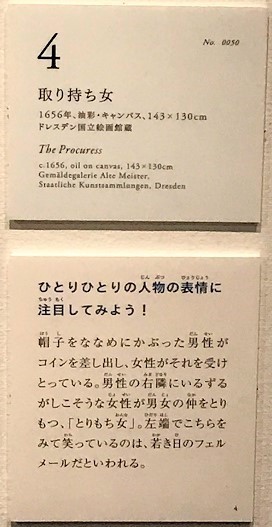 4
No. 0050
取り持ち女
1656年、油彩・キャンバス、143×130cm
ドレスデン国立絵画館蔵
The Procuress
c.1656, oil on canvas, 143×130cm
Gemäldegalerie Alte Meister,
Staatliche Kunstsammlungen, Dresden
ひとりひとりの人物の表情に
注目してみよう！
帽子をななめにかぶった男性が
コインを差し出し、女性がそれを受け
とっている。男性の右隣にいるずる
がしこそうな女性が男女の仲をとり
もつ、「とりもち女」。左端でこちらを
みて笑っているのは、若き日のフェル
メールだといわれる。
4